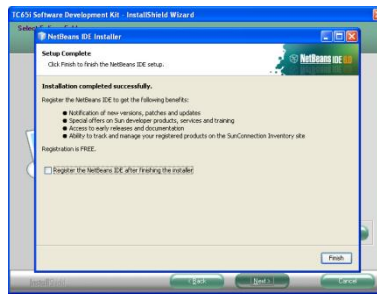 TC65i Software Development Kit - InstallShield Wizard
NetBeans IDE Installer
Setup Complete
Click Finish to finish the NetBeans IDE setup.
NetBeans IDE
Installation completed successfully.
Register the NetBeans IDE to get the following benefits:
Notification of new versions, patches and updates
Special offers on Sun developer products, services and training
Access to early releases and documentation
Ability to track and manage your registered products on the SunConnection Inventory site
Registration is FREE.
Register the NetBeans IDE after finishing the installer
Finish
InstallShield
< Back
Next >
Cancel